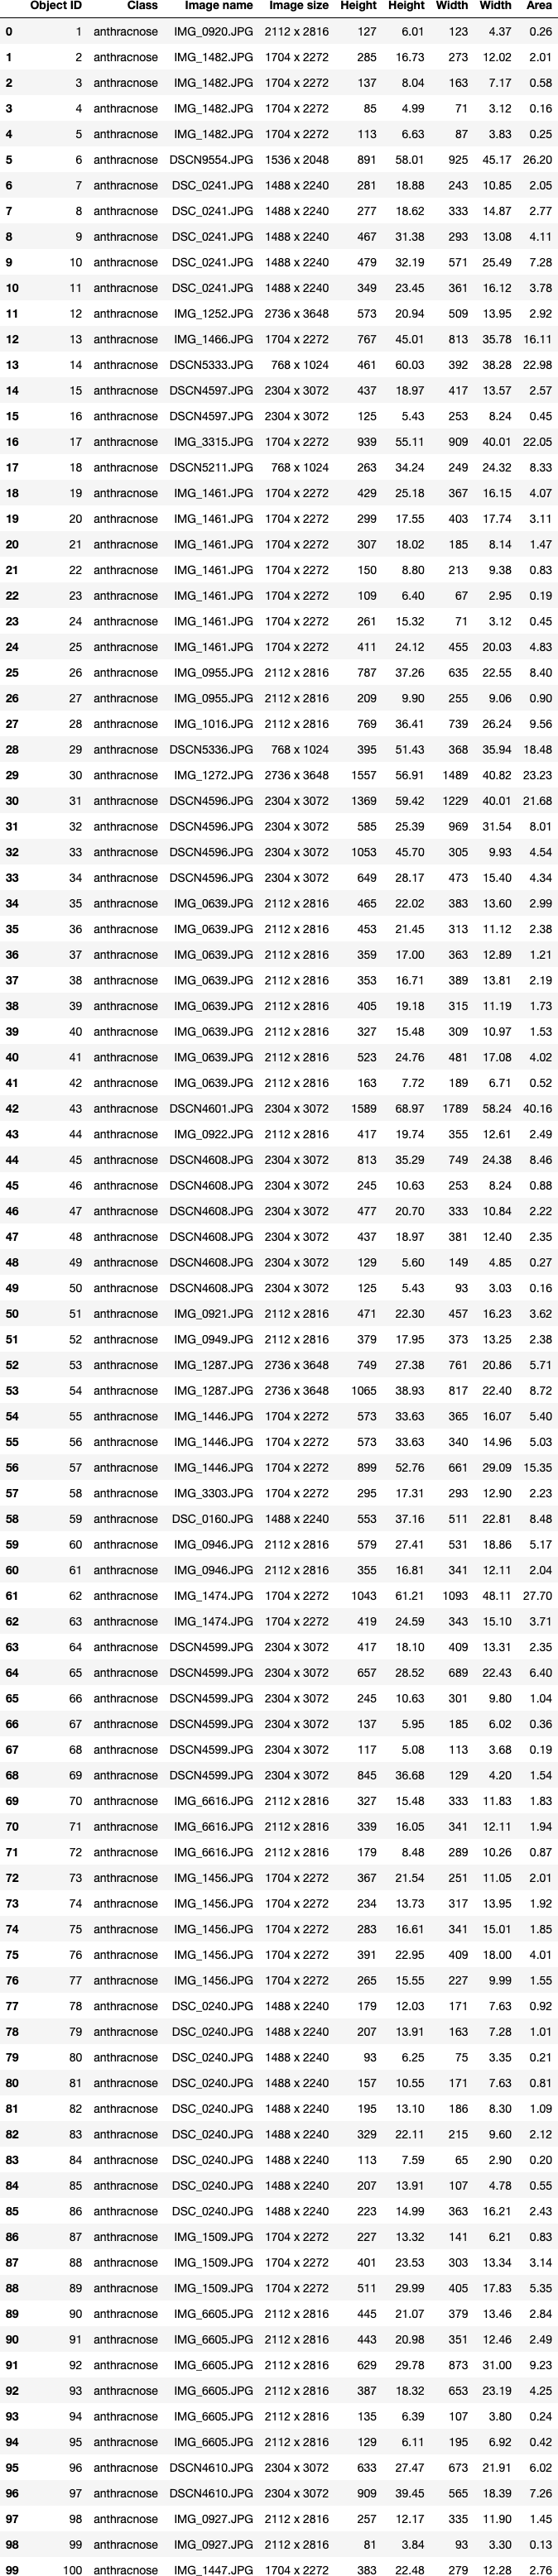 Object ID Class Image name Image size Height Height Width Width Area
0 1 anthracnose IMG_0920.JPG 2112 x 2816 127 6.01 123 4.37 0.26
1 2 anthracnose IMG_1482.JPG 1704 x 2272 285 16.73 273 12.02 2.01
2 3 anthracnose IMG_1482.JPG 1704 x 2272 137 8.04 163 7.17 0.58
3 4 anthracnose IMG_1482.JPG 1704 x 2272 85 4.99 71 3.12 0.16
4 5 anthracnose IMG_1482.JPG 1704 x 2272 113 6.63 87 3.83 0.25
5 6 anthracnose DSCN9554.JPG 1536 x 2048 891 58.01 925 45.17 26.20
6 7 anthracnose DSC_0241.JPG 1488 x 2240 281 18.88 243 10.85 2.05
7 8 anthracnose DSC_0241.JPG 1488 x 2240 277 18.62 333 14.87 2.77
8 9 anthracnose DSC_0241.JPG 1488 x 2240 467 31.38 293 13.08 4.11
9 10 anthracnose DSC_0241.JPG 1488 x 2240 479 32.19 571 25.49 7.28
10 11 anthracnose DSC_0241.JPG 1488 x 2240 349 23.45 361 16.12 3.78
11 12 anthracnose IMG_1252.JPG 2736 x 3648 573 20.94 509 13.95 2.92
12 13 anthracnose IMG_1466.JPG 1704 x 2272 767 45.01 813 35.78 16.11
13 14 anthracnose DSCN5333.JPG 768 x 1024 461 60.03 392 38.28 22.98
14 15 anthracnose DSCN4597.JPG 2304 x 3072 437 18.97 417 13.57 2.57
15 16 anthracnose DSCN4597.JPG 2304 x 3072 125 5.43 253 8.24 0.45
16 17 anthracnose IMG_3315.JPG 1704 x 2272 939 55.11 909 40.01 22.05
17 18 anthracnose DSCN5211.JPG 768 x 1024 263 34.24 249 24.32 8.33
18 19 anthracnose IMG_1461.JPG 1704 x 2272 429 25.18 367 16.15 4.07
19 20 anthracnose IMG_1461.JPG 1704 x 2272 299 17.55 403 17.74 3.11
20 21 anthracnose IMG_1461.JPG 1704 x 2272 307 18.02 185 8.14 1.47
21 22 anthracnose IMG_1461.JPG 1704 x 2272 150 8.80 213 9.38 0.83
22 23 anthracnose IMG_1461.JPG 1704 x 2272 109 6.40 67 2.95 0.19
23 24 anthracnose IMG_1461.JPG 1704 x 2272 261 15.32 71 3.12 0.45
24 25 anthracnose IMG_1461.JPG 1704 x 2272 411 24.12 455 20.03 4.83
25 26 anthracnose IMG_0955.JPG 2112 x 2816 787 37.26 635 22.55 8.40
26 27 anthracnose IMG_0955.JPG 2112 x 2816 209 9.90 255 9.06 0.90
27 28 anthracnose IMG_1016.JPG 2112 x 2816 769 36.41 739 26.24 9.56
28 29 anthracnose DSCN5336.JPG 768 x 1024 395 51.43 368 35.94 18.48
29 30 anthracnose IMG_1272.JPG 2736 x 3648 1557 56.91 1489 40.82 23.23
30 31 anthracnose DSCN4596.JPG 2304 x 3072 1369 59.42 1229 40.01 21.68
31 32 anthracnose DSCN4596.JPG 2304 x 3072 585 25.39 969 31.54 8.01
32 33 anthracnose DSCN4596.JPG 2304 x 3072 1053 45.70 305 9.93 4.54
33 34 anthracnose DSCN4596.JPG 2304 x 3072 649 28.17 473 15.40 4.34
34 35 anthracnose IMG_0639.JPG 2112 x 2816 465 22.02 383 13.60 2.99
35 36 anthracnose IMG_0639.JPG 2112 x 2816 453 21.45 313 11.12 2.38
36 37 anthracnose IMG_0639.JPG 2112 x 2816 359 17.00 363 12.89 1.21
37 38 anthracnose IMG_0639.JPG 2112 x 2816 353 16.71 389 13.81 2.19
38 39 anthracnose IMG_0639.JPG 2112 x 2816 405 19.18 315 11.19 1.73
39 40 anthracnose IMG_0639.JPG 2112 x 2816 327 15.48 309 10.97 1.53
40 41 anthracnose IMG_0639.JPG 2112 x 2816 523 24.76 481 17.08 4.02
41 42 anthracnose IMG_0639.JPG 2112 x 2816 163 7.72 189 6.71 0.52
42 43 anthracnose DSCN4601.JPG 2304 x 3072 1589 68.97 1789 58.24 40.16
43 44 anthracnose IMG_0922.JPG 2112 x 2816 417 19.74 355 12.61 2.49
44 45 anthracnose DSCN4608.JPG 2304 x 3072 813 35.29 749 24.38 8.46
45 46 anthracnose DSCN4608.JPG 2304 x 3072 245 10.63 253 8.24 0.88
46 47 anthracnose DSCN4608.JPG 2304 x 3072 477 20.70 333 10.84 2.22
47 48 anthracnose DSCN4608.JPG 2304 x 3072 437 18.97 381 12.40 2.35
48 49 anthracnose DSCN4608.JPG 2304 x 3072 129 5.60 149 4.85 0.27
49 50 anthracnose DSCN4608.JPG 2304 x 3072 125 5.43 93 3.03 0.16
50 51 anthracnose IMG_0921.JPG 2112 x 2816 471 22.30 457 16.23 3.62
51 52 anthracnose IMG_0949.JPG 2112 x 2816 379 17.95 373 13.25 2.38
52 53 anthracnose IMG_1287.JPG 2736 x 3648 749 27.38 761 20.86 5.71
53 54 anthracnose IMG_1287.JPG 2736 x 3648 1065 38.93 817 22.40 8.72
54 55 anthracnose IMG_1446.JPG 1704 x 2272 573 33.63 365 16.07 5.40
55 56 anthracnose IMG_1446.JPG 1704 x 2272 573 33.63 340 14.96 5.03
56 57 anthracnose IMG_1446.JPG 1704 x 2272 899 52.76 661 29.09 15.35
57 58 anthracnose IMG_3303.JPG 1704 x 2272 295 17.31 293 12.90 2.23
58 59 anthracnose DSC_0160.JPG 1488 x 2240 553 37.16 511 22.81 8.48
59 60 anthracnose IMG_0946.JPG 2112 x 2816 579 27.41 531 18.86 5.17
60 61 anthracnose IMG_0946.JPG 2112 x 2816 355 16.81 341 12.11 2.04
61 62 anthracnose IMG_1474.JPG 1704 x 2272 1043 61.21 1093 48.11 27.70
62 63 anthracnose IMG_1474.JPG 1704 x 2272 419 24.59 343 15.10 3.71
63 64 anthracnose DSCN4599.JPG 2304 x 3072 417 18.10 409 13.31 2.35
64 65 anthracnose DSCN4599.JPG 2304 x 3072 657 28.52 689 22.43 6.40
65 66 anthracnose DSCN4599.JPG 2304 x 3072 245 10.63 301 9.80 1.04
66 67 anthracnose DSCN4599.JPG 2304 x 3072 137 5.95 185 6.02 0.36
67 68 anthracnose DSCN4599.JPG 2304 x 3072 117 5.08 113 3.68 0.19
68 69 anthracnose DSCN4599.JPG 2304 x 3072 845 36.68 129 4.20 1.54
69 70 anthracnose IMG_6616.JPG 2112 x 2816 327 15.48 333 11.83 1.83
70 71 anthracnose IMG_6616.JPG 2112 x 2816 339 16.05 341 12.11 1.94
71 72 anthracnose IMG_6616.JPG 2112 x 2816 179 8.48 289 10.26 0.87
72 73 anthracnose IMG_1456.JPG 1704 x 2272 367 21.54 251 11.05 2.01
73 74 anthracnose IMG_1456.JPG 1704 x 2272 234 13.73 317 13.95 1.92
74 75 anthracnose IMG_1456.JPG 1704 x 2272 283 16.61 341 15.01 1.85
75 76 anthracnose IMG_1456.JPG 1704 x 2272 391 22.95 409 18.00 4.01
76 77 anthracnose IMG_1456.JPG 1704 x 2272 265 15.55 227 9.99 1.55
77 78 anthracnose DSC_0240.JPG 1488 x 2240 179 12.03 171 7.63 0.92
78 79 anthracnose DSC_0240.JPG 1488 x 2240 207 13.91 163 7.28 1.01
79 80 anthracnose DSC_0240.JPG 1488 x 2240 93 6.25 75 3.35 0.21
80 81 anthracnose DSC_0240.JPG 1488 x 2240 157 10.55 171 7.63 0.81
81 82 anthracnose DSC_0240.JPG 1488 x 2240 195 13.10 186 8.30 1.09
82 83 anthracnose DSC_0240.JPG 1488 x 2240 329 22.11 215 9.60 2.12
83 84 anthracnose DSC_0240.JPG 1488 x 2240 113 7.59 65 2.90 0.20
84 85 anthracnose DSC_0240.JPG 1488 x 2240 207 13.91 107 4.78 0.55
85 86 anthracnose DSC_0240.JPG 1488 x 2240 223 14.99 363 16.21 2.43
86 87 anthracnose IMG_1509.JPG 1704 x 2272 227 13.32 141 6.21 0.83
87 88 anthracnose IMG_1509.JPG 1704 x 2272 401 23.53 303 13.34 3.14
88 89 anthracnose IMG_1509.JPG 1704 x 2272 511 29.99 405 17.83 5.35
89 90 anthracnose IMG_6605.JPG 2112 x 2816 445 21.07 379 13.46 2.84
90 91 anthracnose IMG_6605.JPG 2112 x 2816 443 20.98 351 12.46 2.49
91 92 anthracnose IMG_6605.JPG 2112 x 2816 629 29.78 873 31.00 9.23
92 93 anthracnose IMG_6605.JPG 2112 x 2816 387 18.32 653 23.19 4.25
93 94 anthracnose IMG_6605.JPG 2112 x 2816 135 6.39 107 3.80 0.24
94 95 anthracnose IMG_6605.JPG 2112 x 2816 129 6.11 195 6.92 0.42
95 96 anthracnose DSCN4610.JPG 2304 x 3072 633 27.47 673 21.91 6.02
96 97 anthracnose DSCN4610.JPG 2304 x 3072 909 39.45 565 18.39 7.26
97 98 anthracnose IMG_0927.JPG 2112 x 2816 257 12.17 335 11.90 1.45
98 99 anthracnose IMG_0927.JPG 2112 x 2816 81 3.84 93 3.30 0.13
99 100 anthracnose IMG_1447.JPG 1704 x 2272 383 22.48 279 12.28 2.76